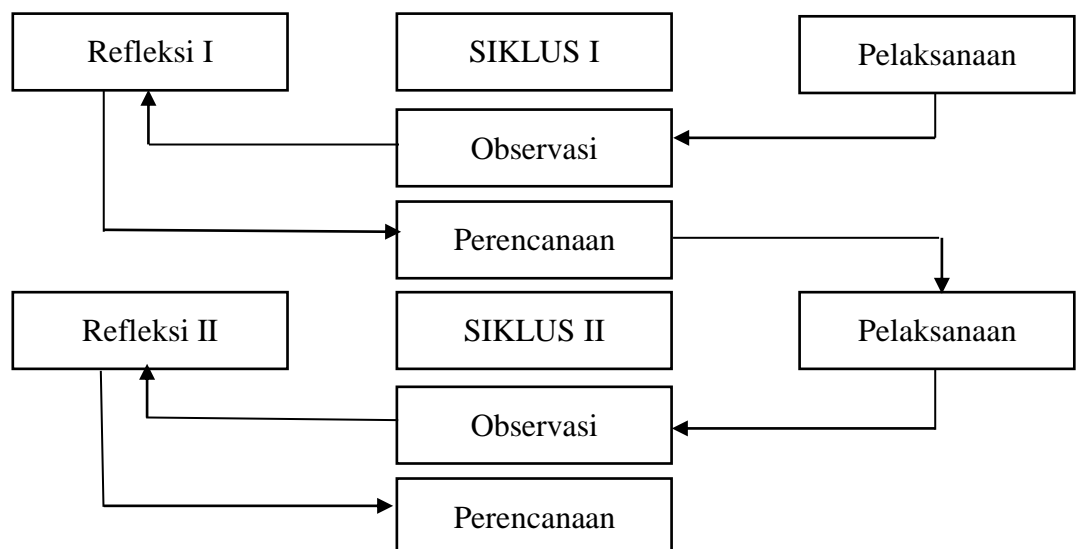 Refleksi I
SIKLUS I
Pelaksanaan
Observasi
Perencanaan
Refleksi II
SIKLUS II
Pelaksanaan
Observasi
Perencanaan